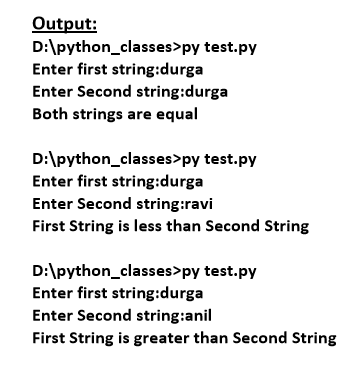 Output:
D:\python_classes>py test.py
Enter first string:durga
Enter Second string:durga
Both strings are equal
D:\python_classes>py test.py
Enter first string:durga
Enter Second string:ravi
First String is less than Second String
D:\python_classes>py test.py
Enter first string:durga
Enter Second string:anil
First String is greater than Second String